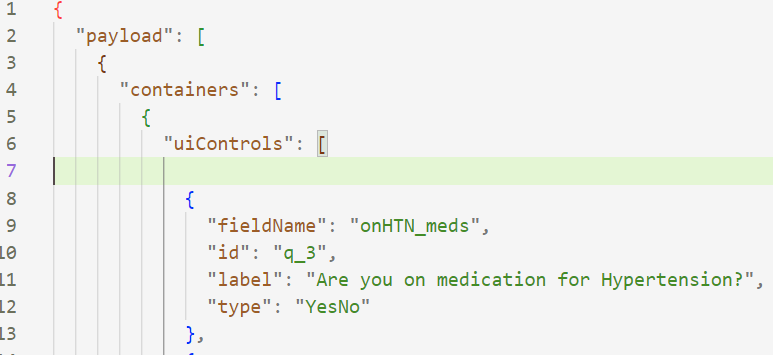 1 {
2 "payload": [
3 {
4 "containers": [
5 {
6 "uiControls": [
7
8 {
9 "fieldName": "onHTN_meds",
10 "id": "q_3",
11 "label": "Are you on medication for Hypertension?",
12 "type": "YesNo"
13 },